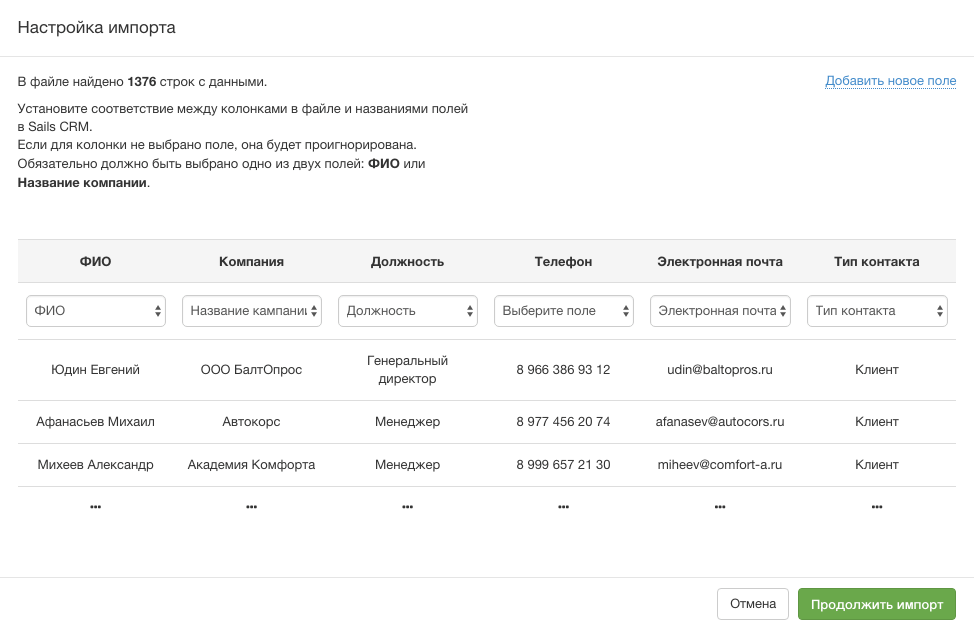 Настройка импорта
В файле найдено 1376 строк с данными.
Добавить новое поле
Установите соответствие между колонками в файле и названиями полей
в Sails CRM.
Если для колонки не выбрано поле, она будет проигнорирована.
Обязательно должно быть выбрано одно из двух полей: ФИО или
Название компании.
ФИО Компания Должность Телефон Электронная почта Тип контакта
ФИО Название кампании Должность Выберите поле Электронная почта Тип контакта
Юдин Евгений ООО БалтОпрос Генеральный директор 8 966 386 93 12 udin@baltopros.ru Клиент
Афанасьев Михаил Автокорс Менеджер 8 977 456 20 74 afanasev@autocors.ru Клиент
Михеев Александр Академия Комфорта Менеджер 8 999 657 21 30 miheev@comfort-a.ru Клиент
... ... ... ... ... ...
Отмена Продолжить импорт